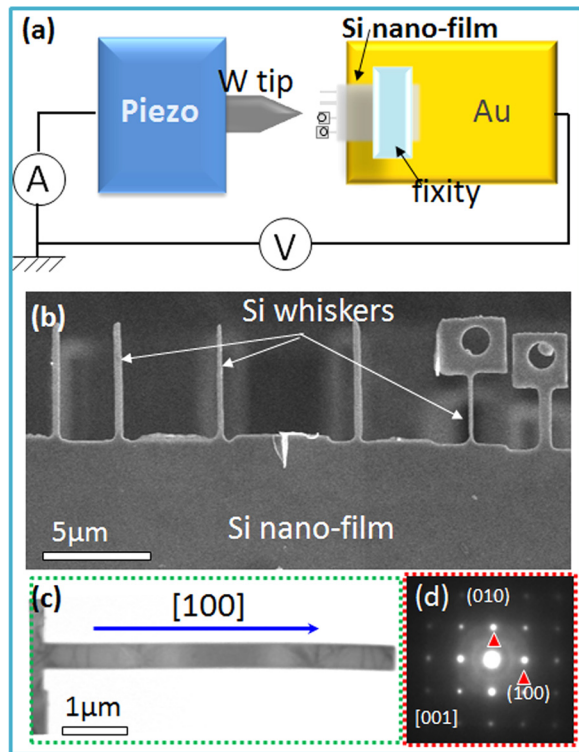 (a)
Si nano-film
W tip
Piezo
Au
fixity
A
V
(b)
Si whiskers
Si nano-film
5μm
(c)
[100]
1μm
(d)
(010)
(100)
[001]